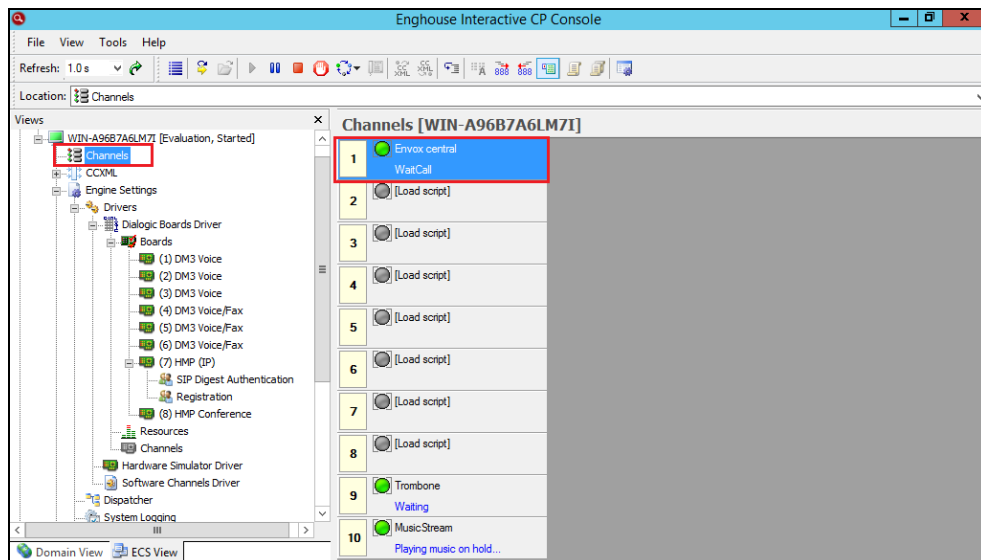 Enghouse Interactive CP Console
File View Tools Help
Refresh: 1.0 s
Location: Channels
Views
WIN-A96B7A6LM7I [Evaluation, Started]
Channels
CCXML
Engine Settings
Drivers
Dialogic Boards Driver
Boards
(1) DM3 Voice
(2) DM3 Voice
(3) DM3 Voice
(4) DM3 Voice/Fax
(5) DM3 Voice/Fax
(6) DM3 Voice/Fax
(7) HMP (IP)
SIP Digest Authentication
Registration
(8) HMP Conference
Resources
Channels
Hardware Simulator Driver
Software Channels Driver
Dispatcher
System Logging
Domain View ECS View
Channels [WIN-A96B7A6LM7I]
1 Envox central
WaitCall
2 [Load script]
3 [Load script]
4 [Load script]
5 [Load script]
6 [Load script]
7 [Load script]
8 [Load script]
9 Trombone
Waiting
10 MusicStream
Playing music on hold...